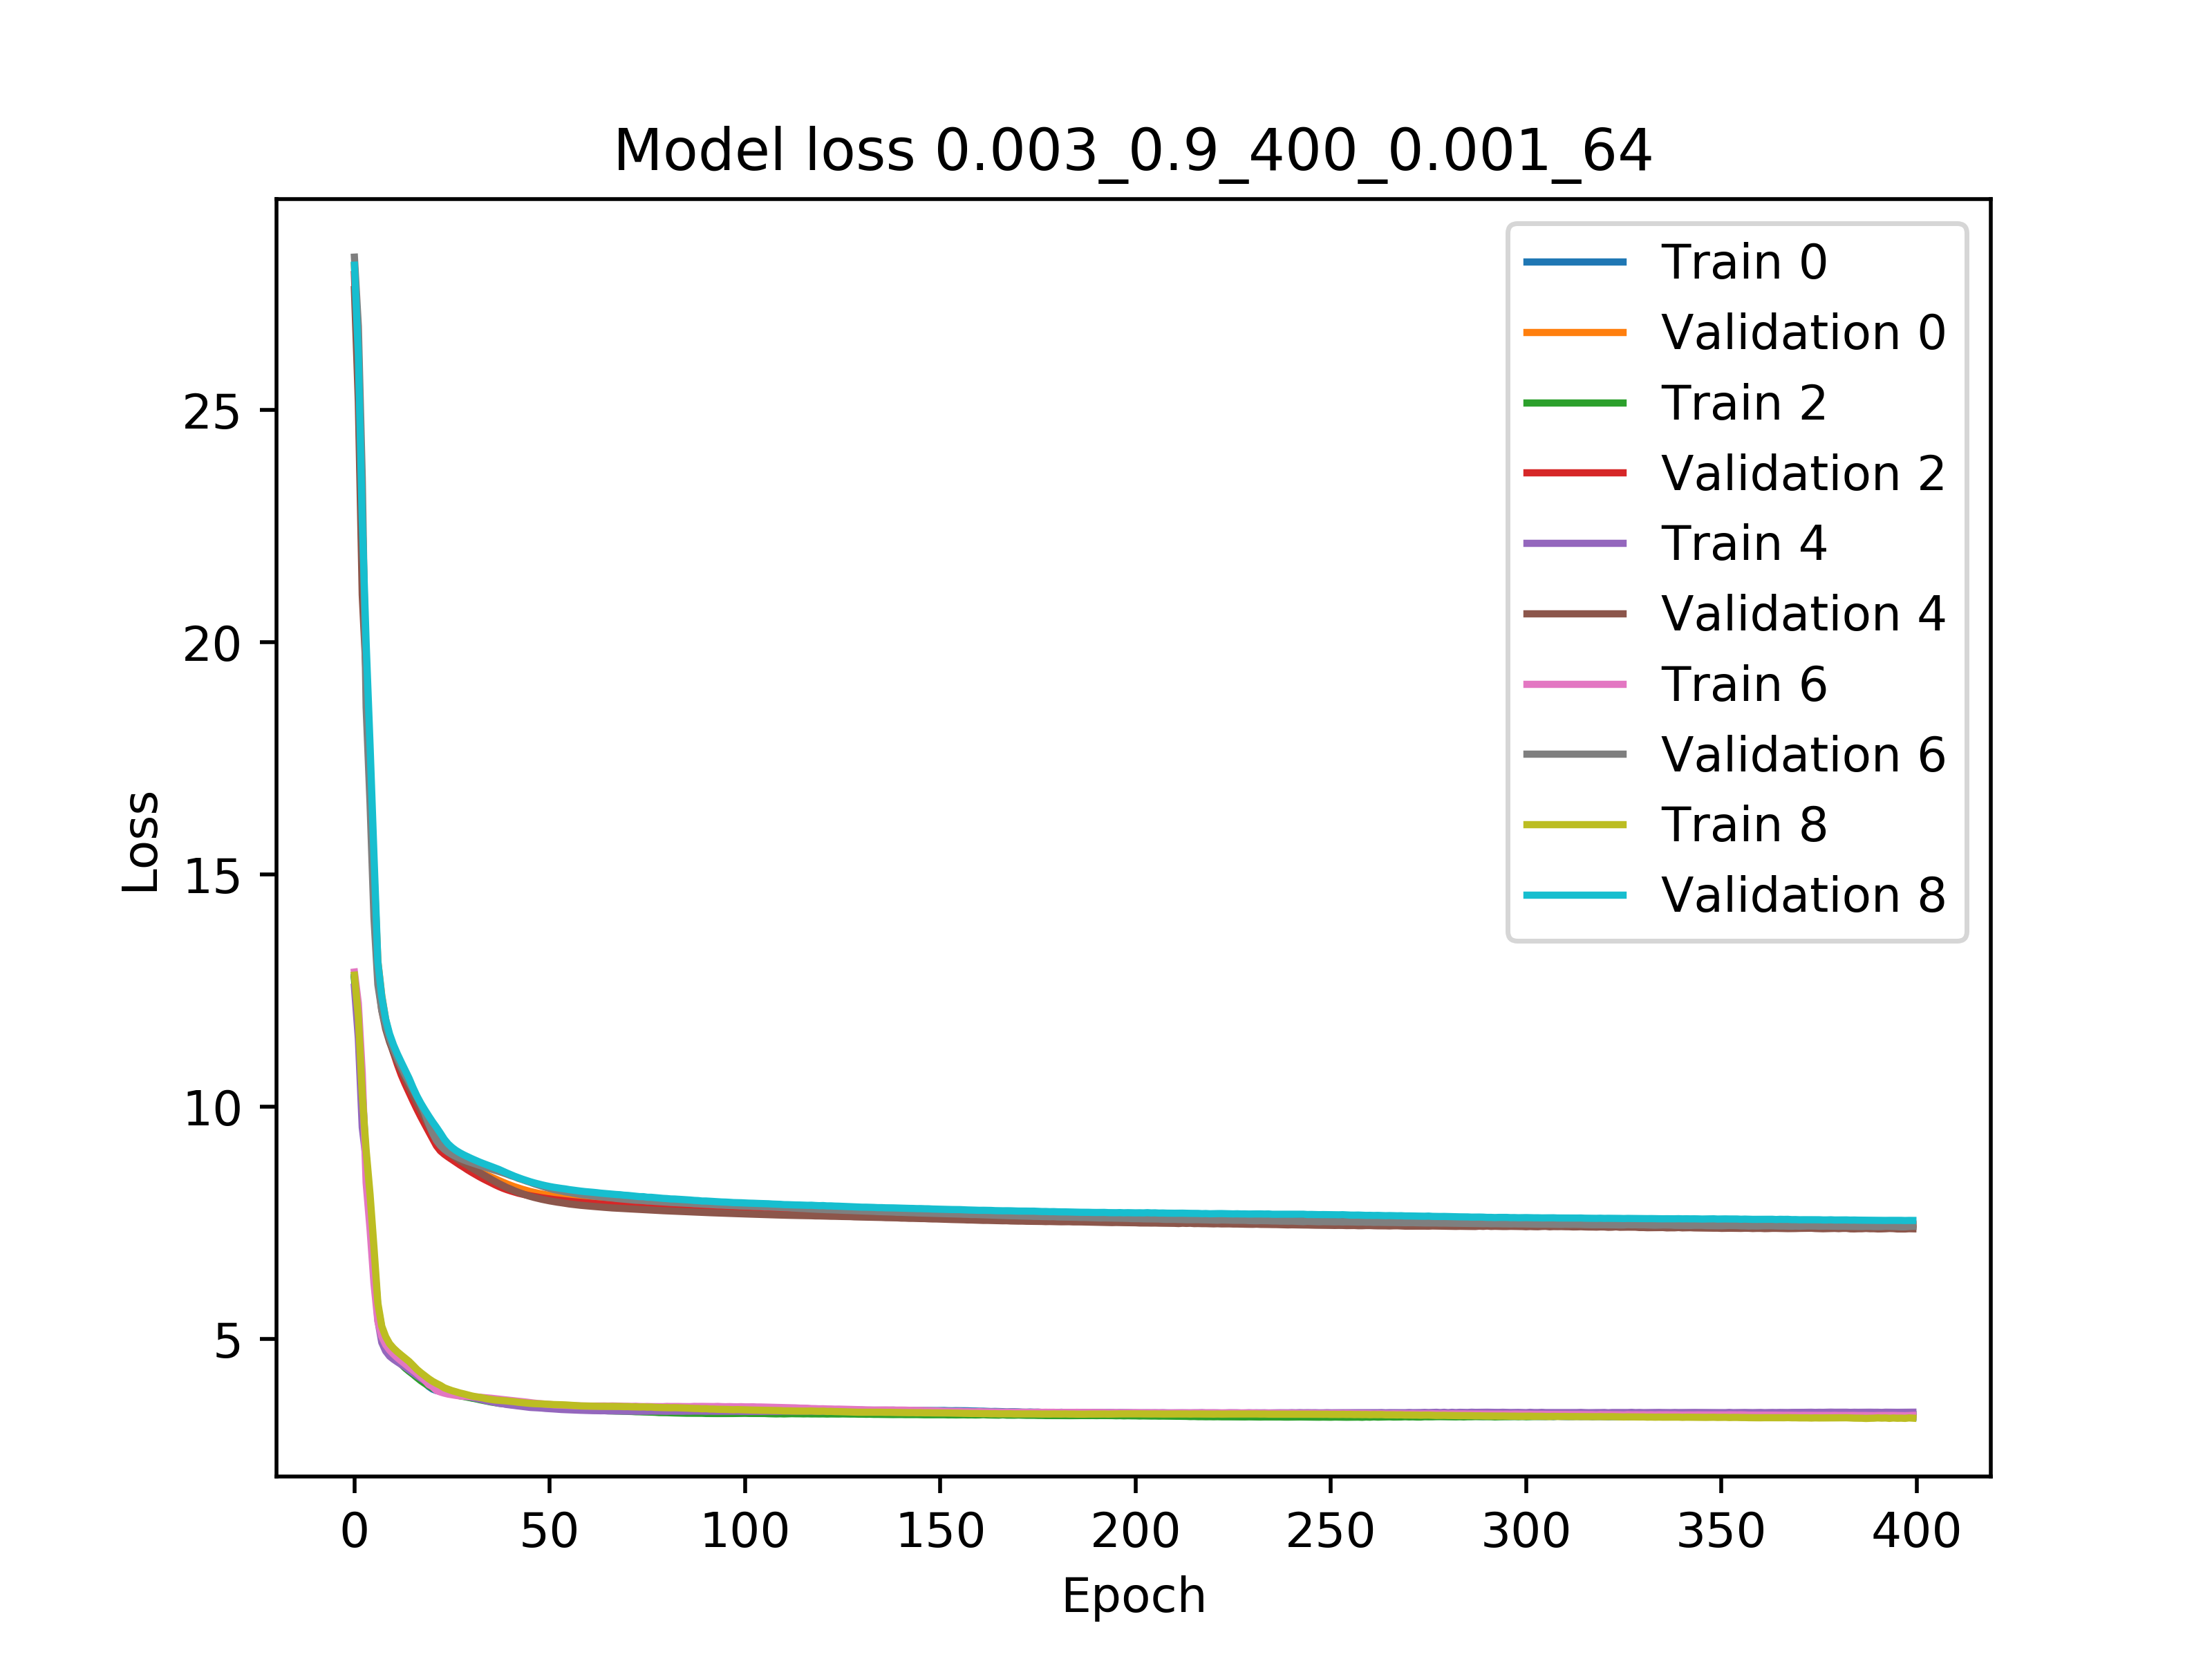 Model loss 0.003_0.9_400_0.001_64
Train 0
Validation 0
Train 2
Validation 2
Train 4
Validation 4
Train 6
Validation 6
Train 8
Validation 8
25
20
15
10
5
Loss
0 50 100 150 200 250 300 350 400
Epoch